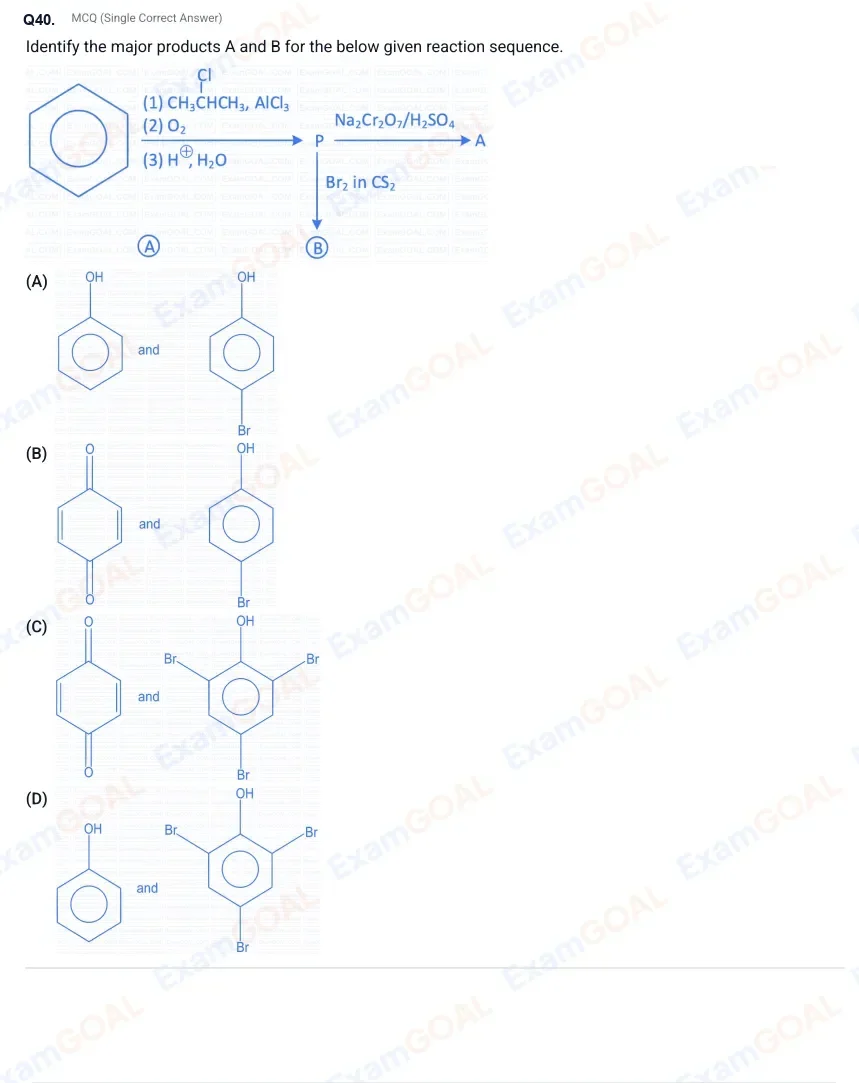 Q40. MCQ (Single Correct Answer)
Identify the major products A and B for the below given reaction sequence.
Cl
(1) CH₃CHCH₃, AlCl₃
(2) O₂
(3) H⊕, H₂O
P
Na₂Cr₂O₇/H₂SO₄
A
Br₂ in CS₂
Ⓐ
Ⓑ
(A)
OH
and
OH
Br
(B)
O
O
and
OH
Br
(C)
O
O
and
OH
Br
Br
Br
(D)
OH
and
OH
Br
Br
Br
ExamGOAL